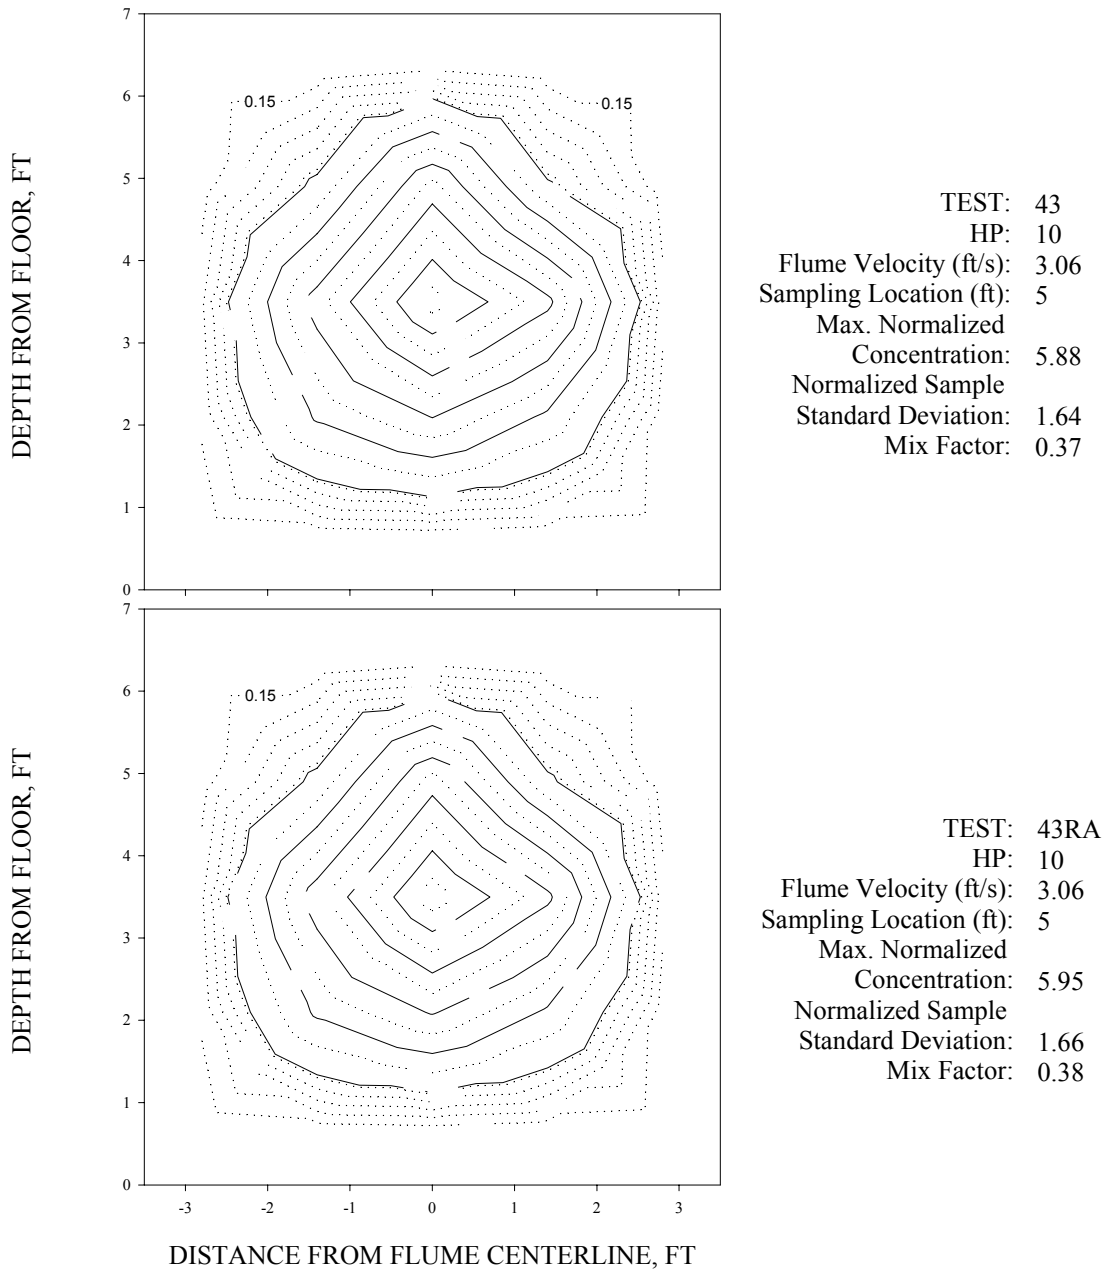 7
6
5
4
3
2
1
0
DEPTH FROM FLOOR, FT
0.15
0.15
TEST: 43
HP: 10
Flume Velocity (ft/s): 3.06
Sampling Location (ft): 5
Max. Normalized
Concentration: 5.88
Normalized Sample
Standard Deviation: 1.64
Mix Factor: 0.37
7
6
5
4
3
2
1
0
DEPTH FROM FLOOR, FT
0.15
-3 -2 -1 0 1 2 3
DISTANCE FROM FLUME CENTERLINE, FT
TEST: 43RA
HP: 10
Flume Velocity (ft/s): 3.06
Sampling Location (ft): 5
Max. Normalized
Concentration: 5.95
Normalized Sample
Standard Deviation: 1.66
Mix Factor: 0.38